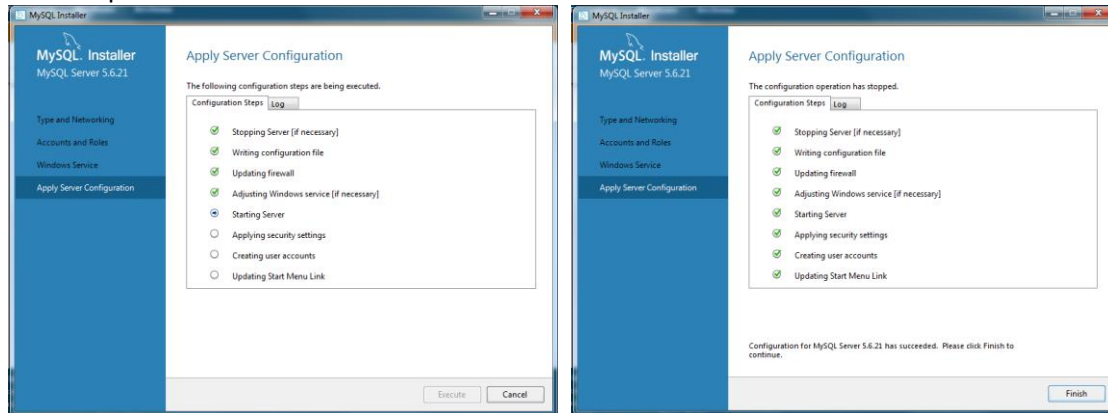 MySQL Installer
MySQL. Installer
MySQL Server 5.6.21
Type and Networking
Accounts and Roles
Windows Service
Apply Server Configuration
Apply Server Configuration
The following configuration steps are being executed.
Configuration Steps Log
Stopping Server [if necessary]
Writing configuration file
Updating firewall
Adjusting Windows service [if necessary]
Starting Server
Applying security settings
Creating user accounts
Updating Start Menu Link
Execute Cancel
MySQL Installer
MySQL. Installer
MySQL Server 5.6.21
Type and Networking
Accounts and Roles
Windows Service
Apply Server Configuration
Apply Server Configuration
The configuration operation has stopped.
Configuration Steps Log
Stopping Server [if necessary]
Writing configuration file
Updating firewall
Adjusting Windows service [if necessary]
Starting Server
Applying security settings
Creating user accounts
Updating Start Menu Link
Configuration for MySQL Server 5.6.21 has succeeded. Please click Finish to
continue.
Finish